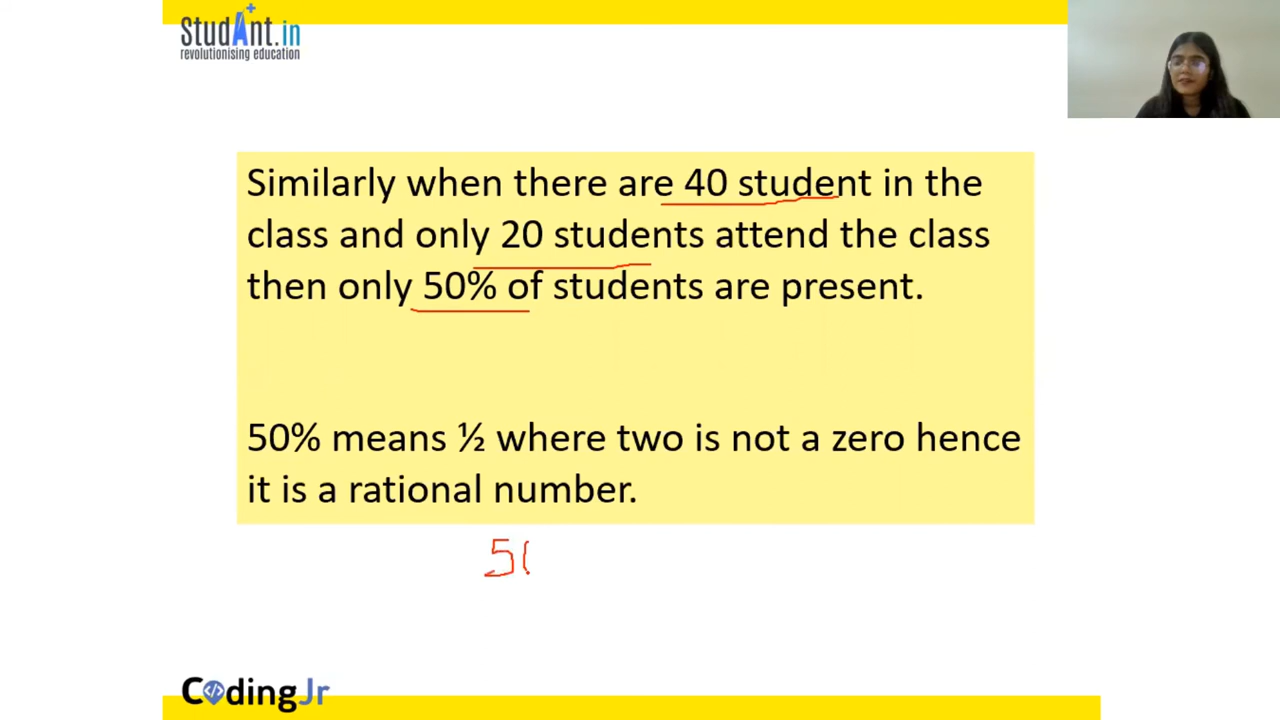 StudAnt.in
revolutionising education
Similarly when there are 40 student in the
class and only 20 students attend the class
then only 50% of students are present.
50% means ½ where two is not a zero hence
it is a rational number.
5(
CodingJr